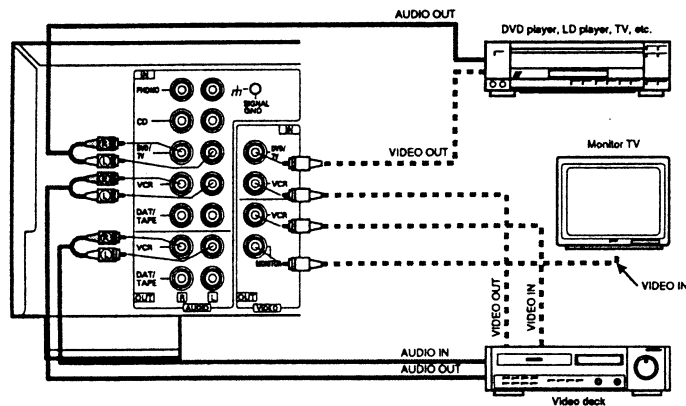 AUDIO OUT
DVD player, LD player, TV, etc.
IN
PHONO
SIGNAL
GND
CD
IN
DVD/
TV
DVD/
TV
VIDEO OUT
Monitor TV
R
L
R
L
VCR
VCR
DAT/
TAPE
VCR
R
L
VCR
MONITOR
DAT/
TAPE
OUT
R
L
AUDIO
OUT
VIDEO
VIDEO OUT
VIDEO IN
VIDEO IN
AUDIO IN
AUDIO OUT
Video deck